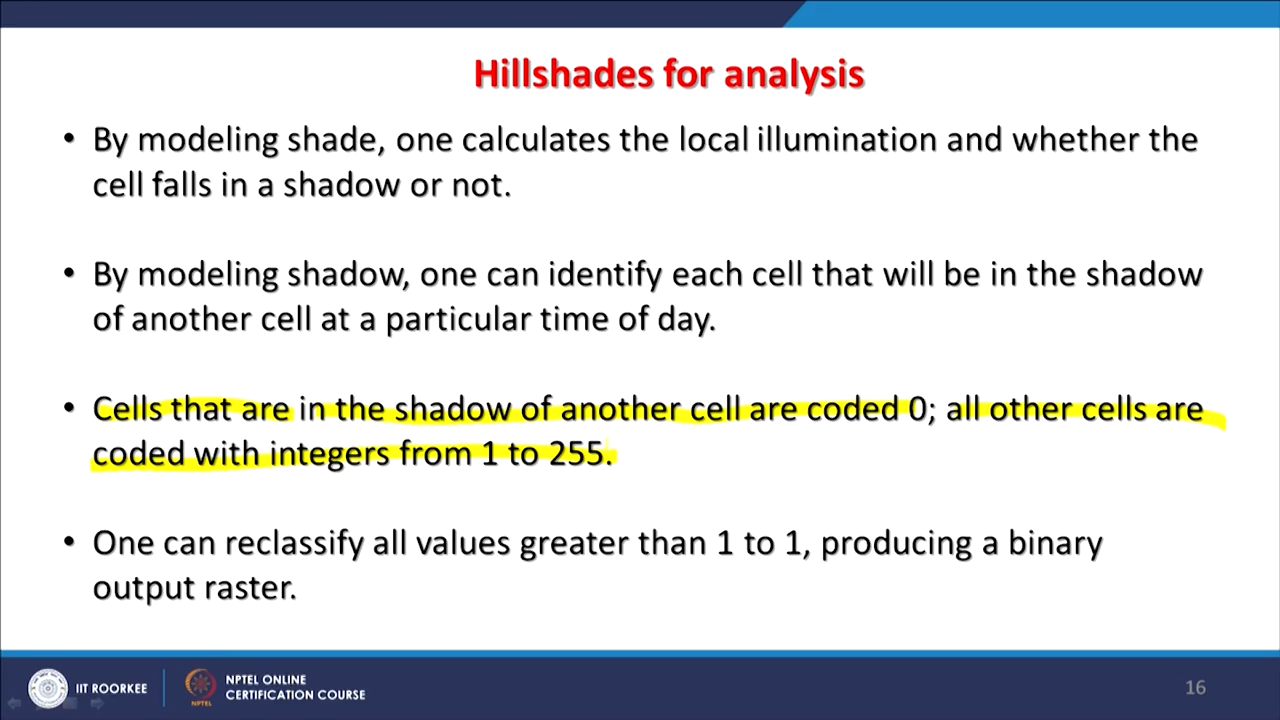 Hillshades for analysis
• By modeling shade, one calculates the local illumination and whether the
cell falls in a shadow or not.
• By modeling shadow, one can identify each cell that will be in the shadow
of another cell at a particular time of day.
• Cells that are in the shadow of another cell are coded 0; all other cells are
coded with integers from 1 to 255.
• One can reclassify all values greater than 1 to 1, producing a binary
output raster.
IIT ROORKEE
NPTEL
NPTEL ONLINE
CERTIFICATION COURSE
16